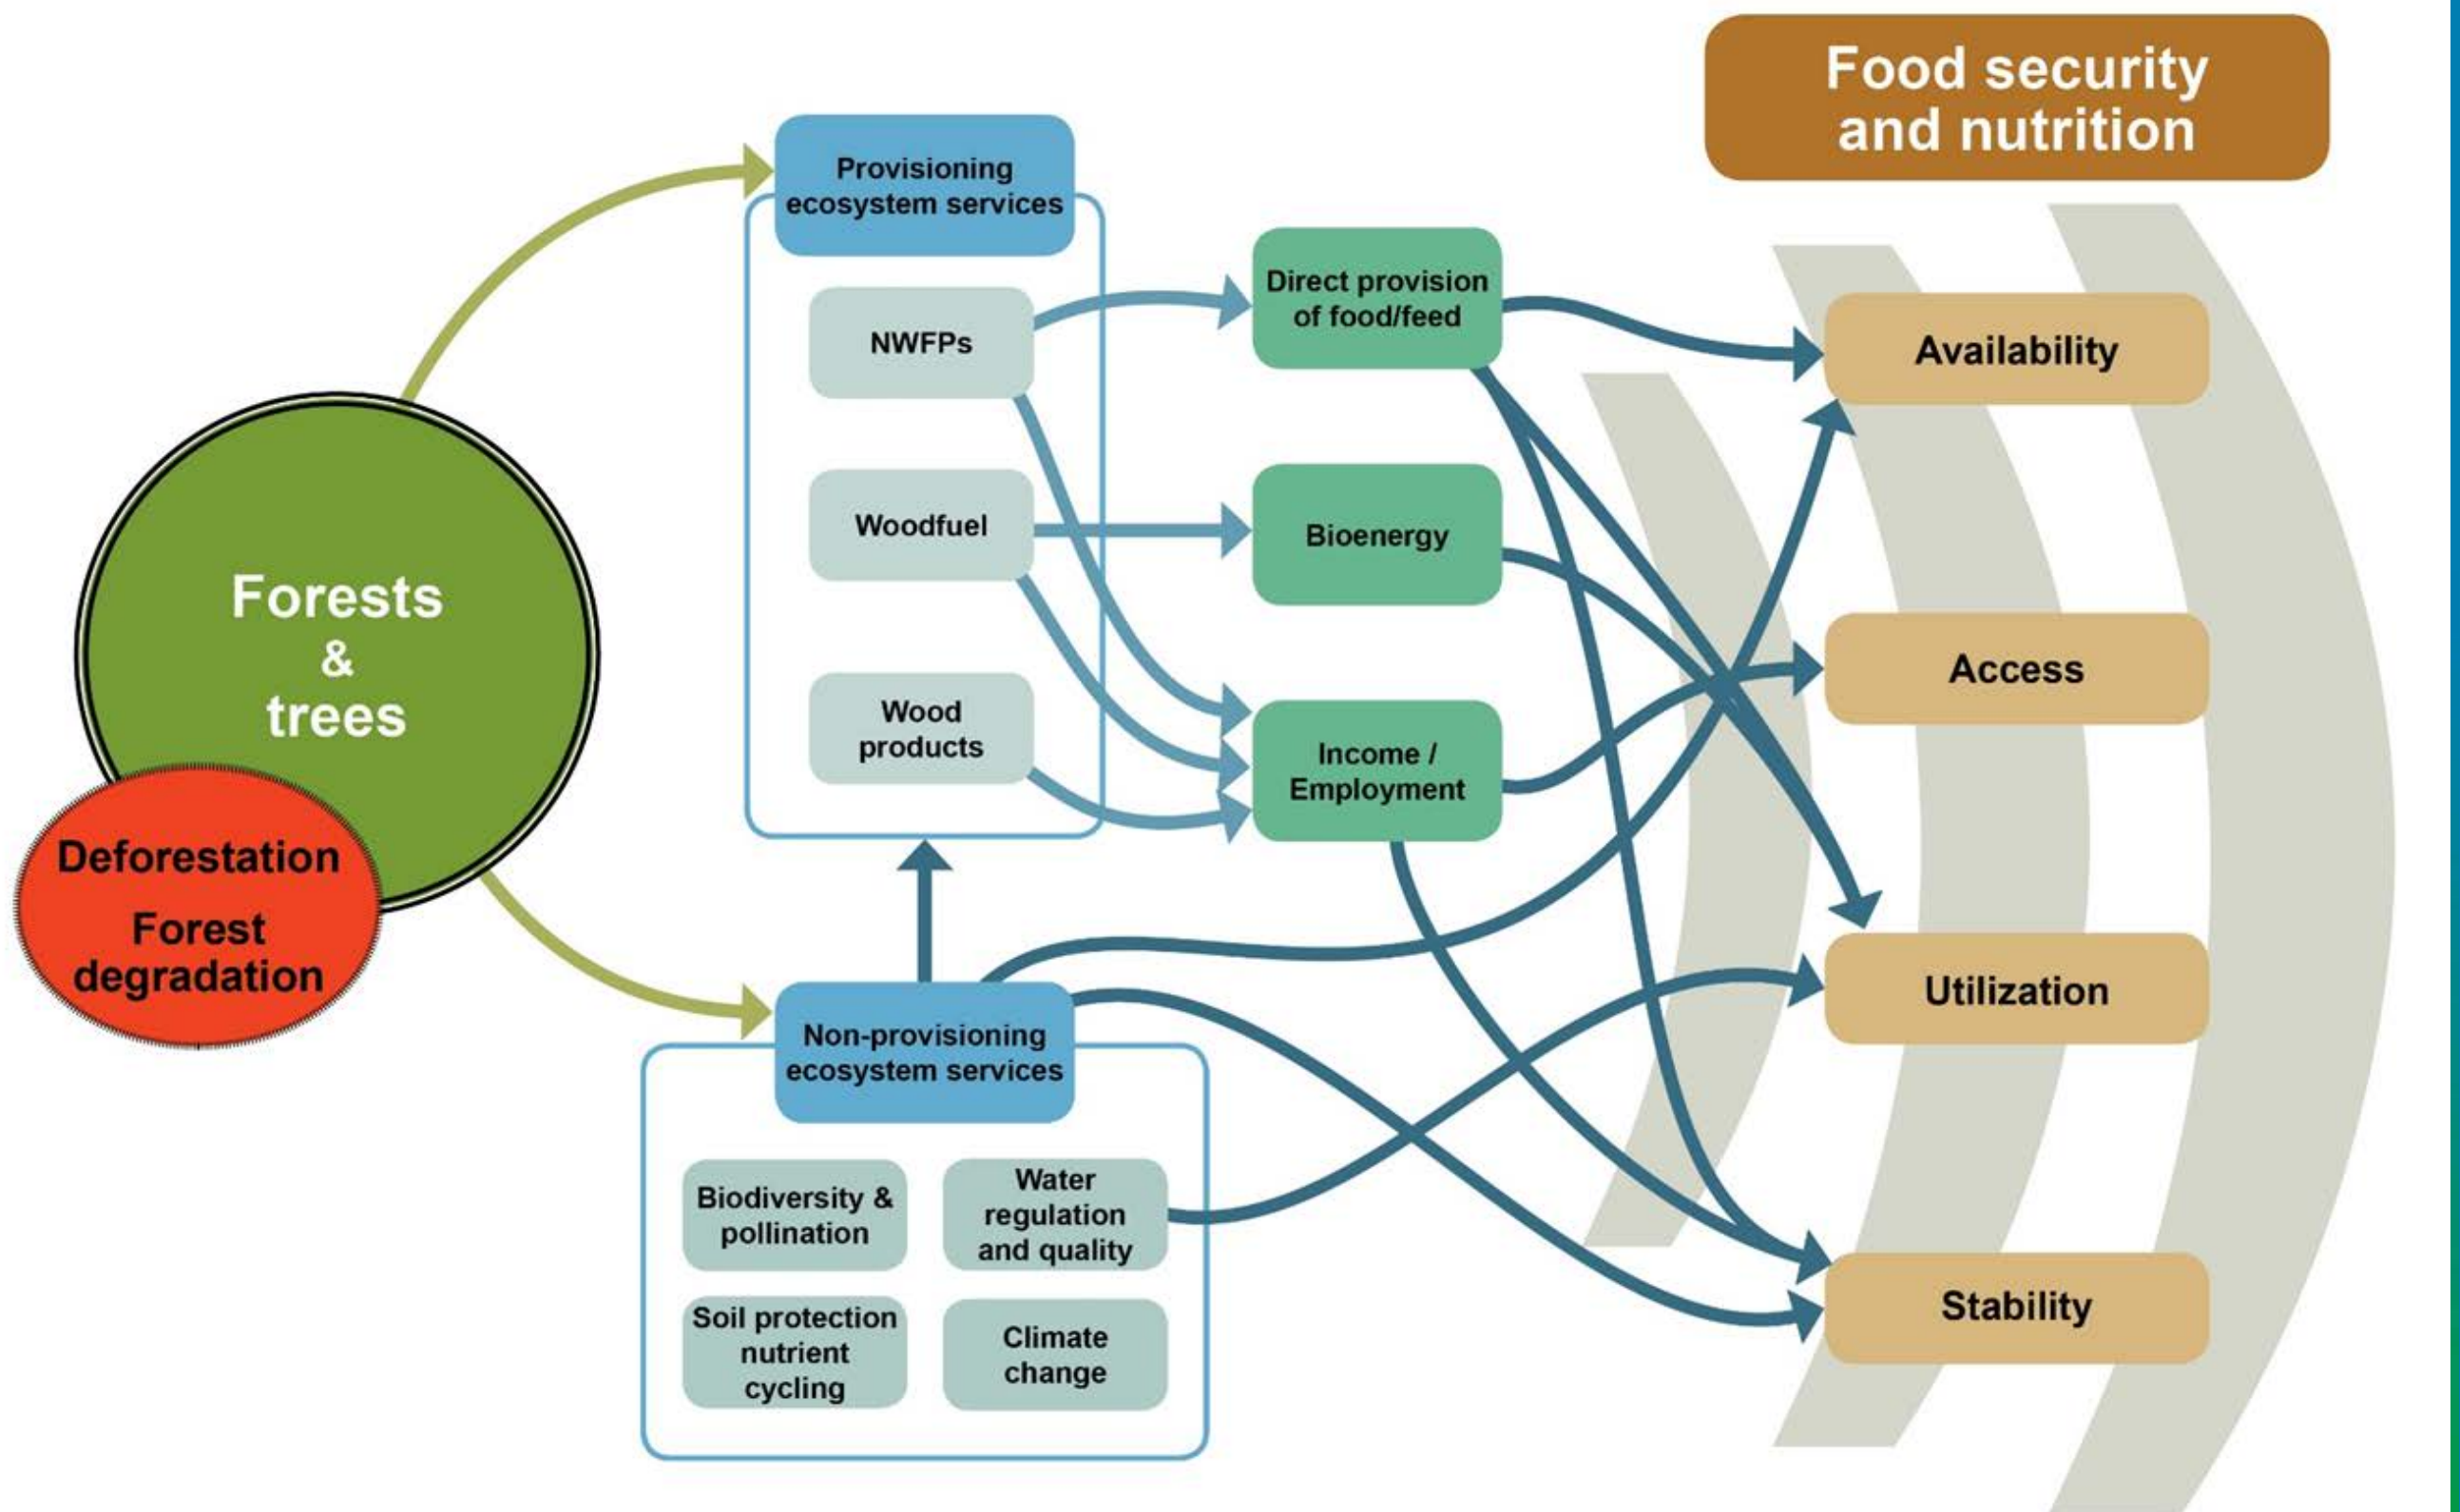 Food security
and nutrition
Provisioning
ecosystem services
NWFPs
Woodfuel
Wood
products
Direct provision
of food/feed
Bioenergy
Income /
Employment
Availability
Access
Utilization
Stability
Forests
&
trees
Deforestation
Forest
degradation
Non-provisioning
ecosystem services
Biodiversity &
pollination
Water
regulation
and quality
Soil protection
nutrient
cycling
Climate
change